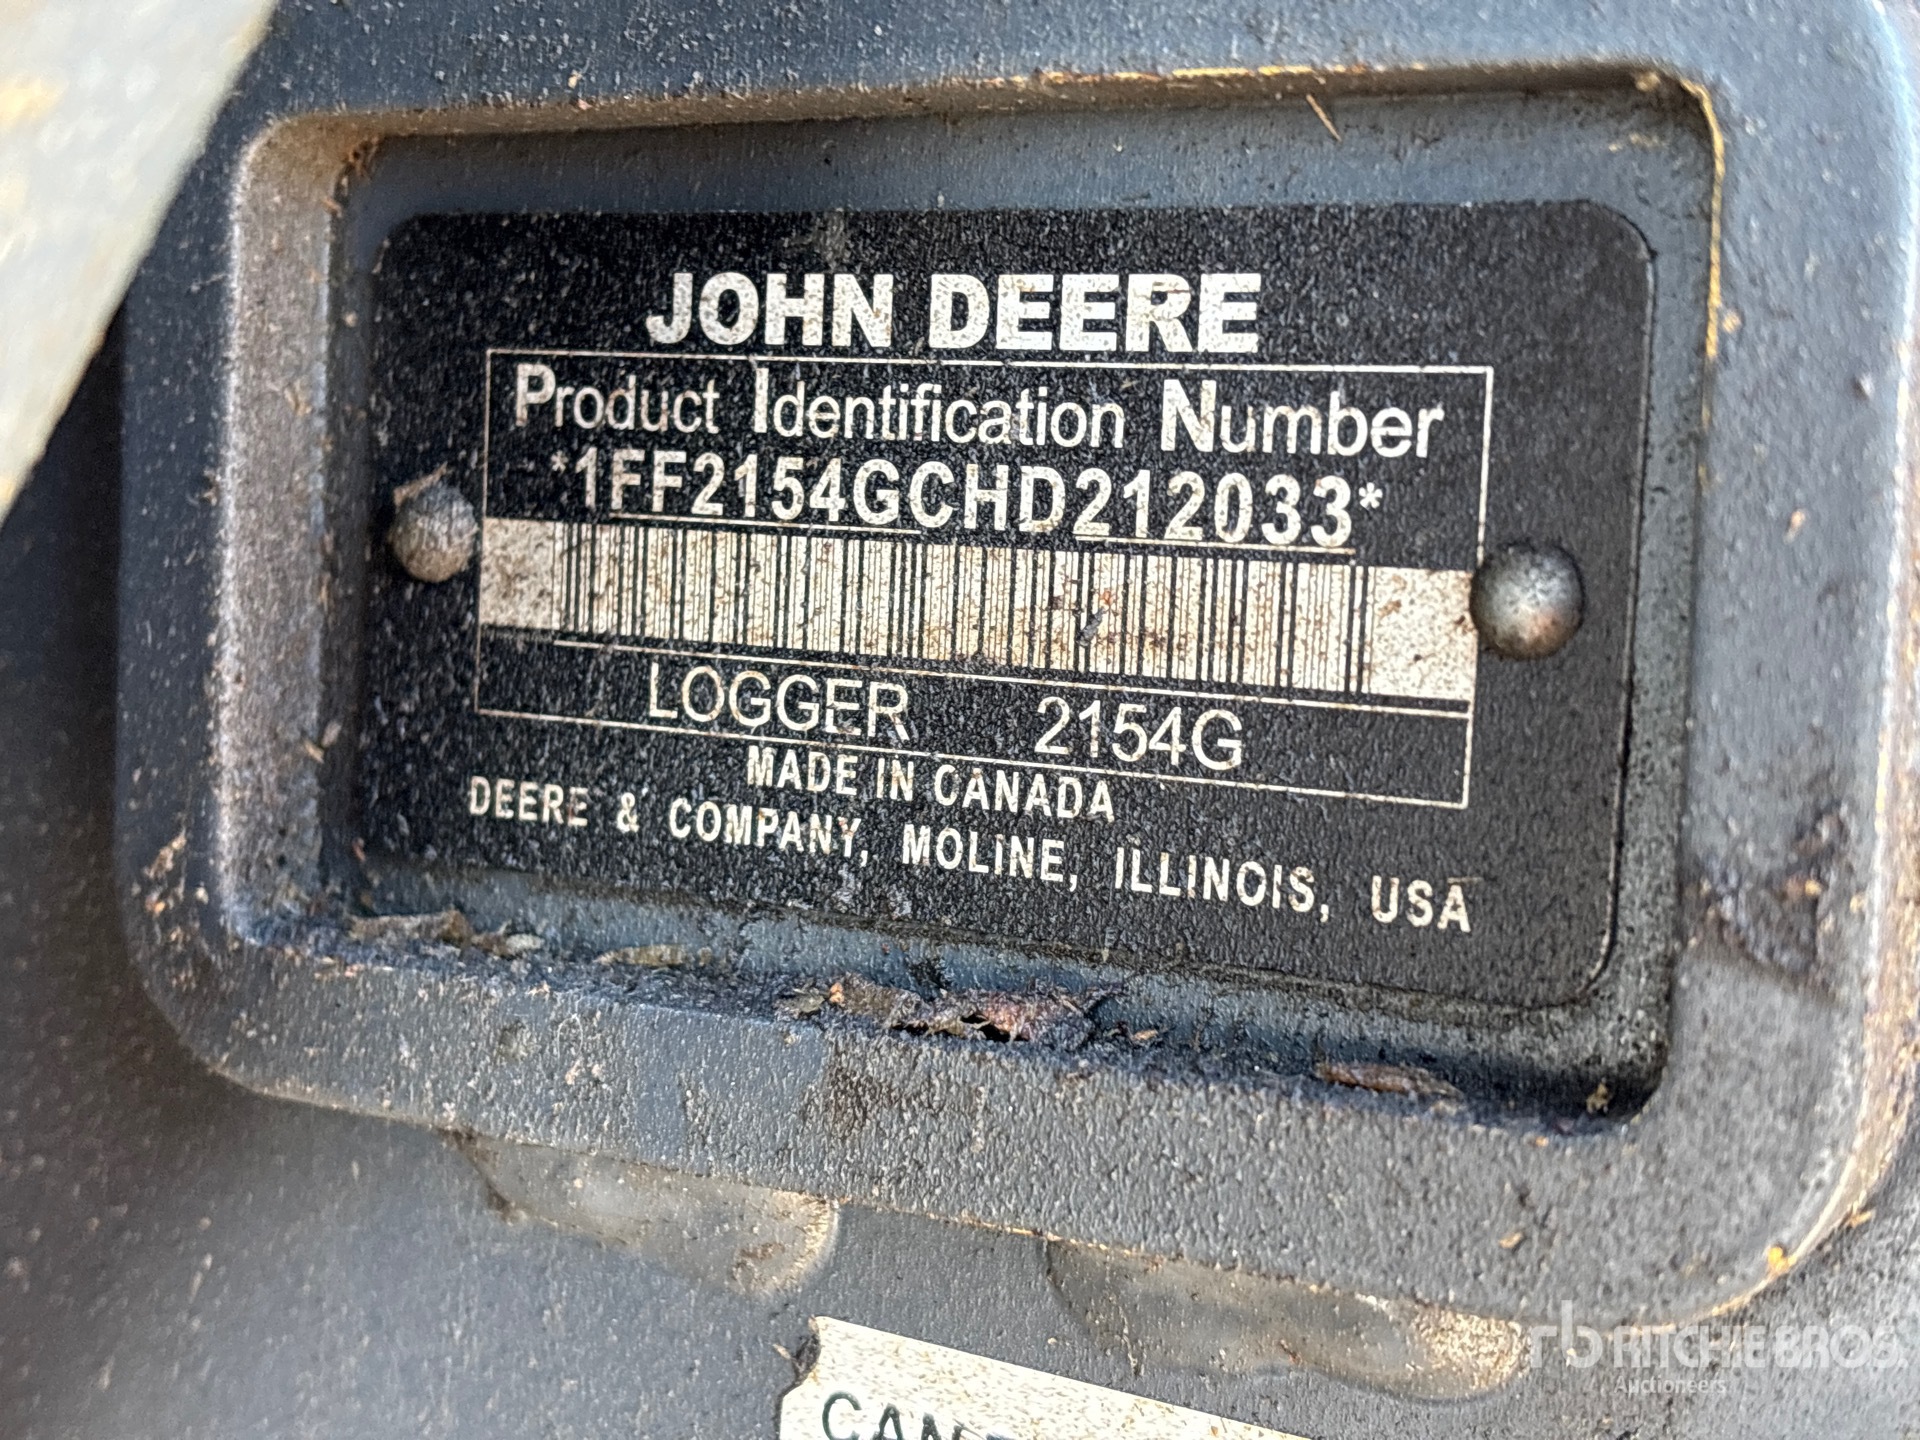 JOHN DEERE
Product Identification Number
*1FF2154GCHD212033*
LOGGER 2154G
MADE IN CANADA
DEERE & COMPANY, MOLINE, ILLINOIS, USA
rb RITCHIE BROS.
Auctioneers